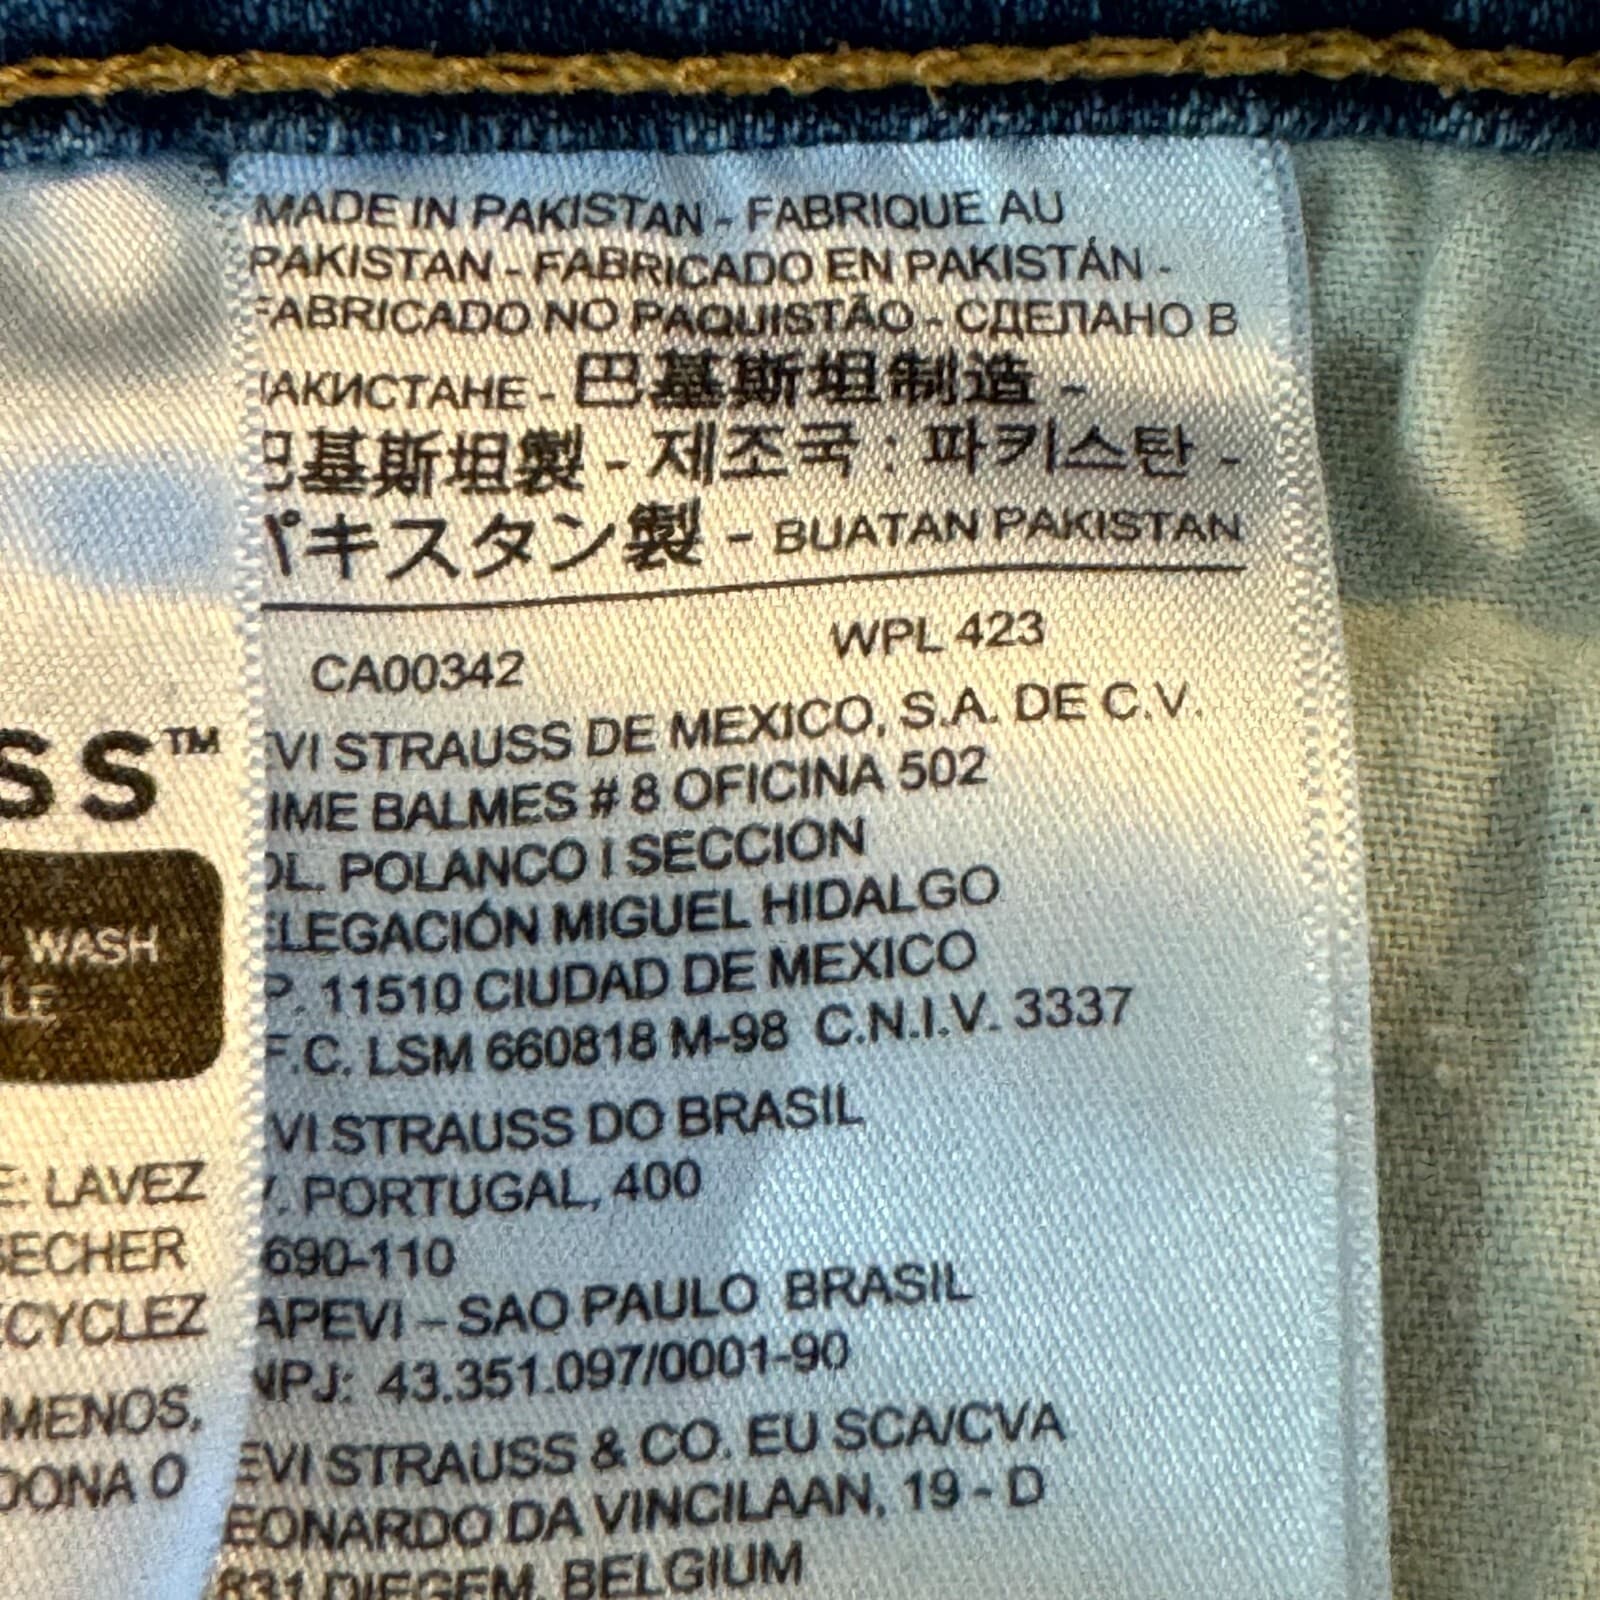 MADE IN PAKISTAN - FABRIQUE AU
PAKISTAN - FABRICADO EN PAKISTÁN -
FABRICADO NO PAQUISTÃO - СДЕЛАНО В
АКИСТАНЕ - 巴基斯坦制造 -
巴基斯坦製 - 제조국 : 파키스탄 -
パキスタン製 - BUATAN PAKISTAN
CA00342 WPL 423
EVI STRAUSS DE MEXICO, S.A. DE C.V.
IME BALMES # 8 OFICINA 502
OL. POLANCO I SECCION
ELEGACIÓN MIGUEL HIDALGO
P. 11510 CIUDAD DE MEXICO
F.C. LSM 660818 M-98 C.N.I.V. 3337
VI STRAUSS DO BRASIL
V. PORTUGAL, 400
690-110
APEVI – SAO PAULO BRASIL
NPJ: 43.351.097/0001-90
EVI STRAUSS & CO. EU SCA/CVA
EONARDO DA VINCILAAN, 19 - D
831 DIEGEM, BELGIUM
SS™
WASH
LE
E: LAVEZ
SECHER
ECYCLEZ
MENOS,
DONA O